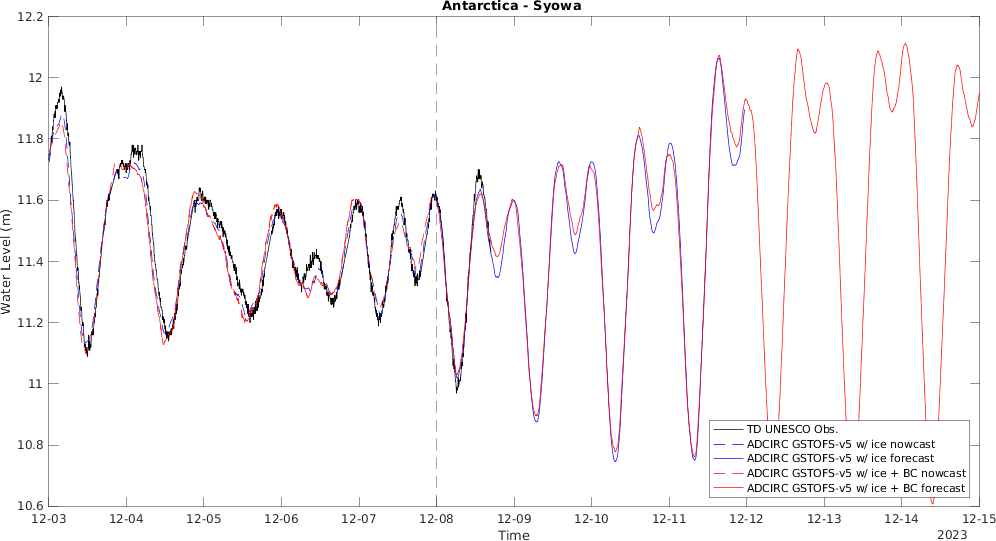 Antarctica - Syowa
12.2
12
11.8
11.6
11.4
11.2
11
10.8
10.6
Water Level (m)
TD UNESCO Obs.
ADCIRC GSTOFS-v5 w/ ice nowcast
ADCIRC GSTOFS-v5 w/ ice forecast
ADCIRC GSTOFS-v5 w/ ice + BC nowcast
ADCIRC GSTOFS-v5 w/ ice + BC forecast
12-03 12-04 12-05 12-06 12-07 12-08 12-09 12-10 12-11 12-12 12-13 12-14 12-15
Time 2023